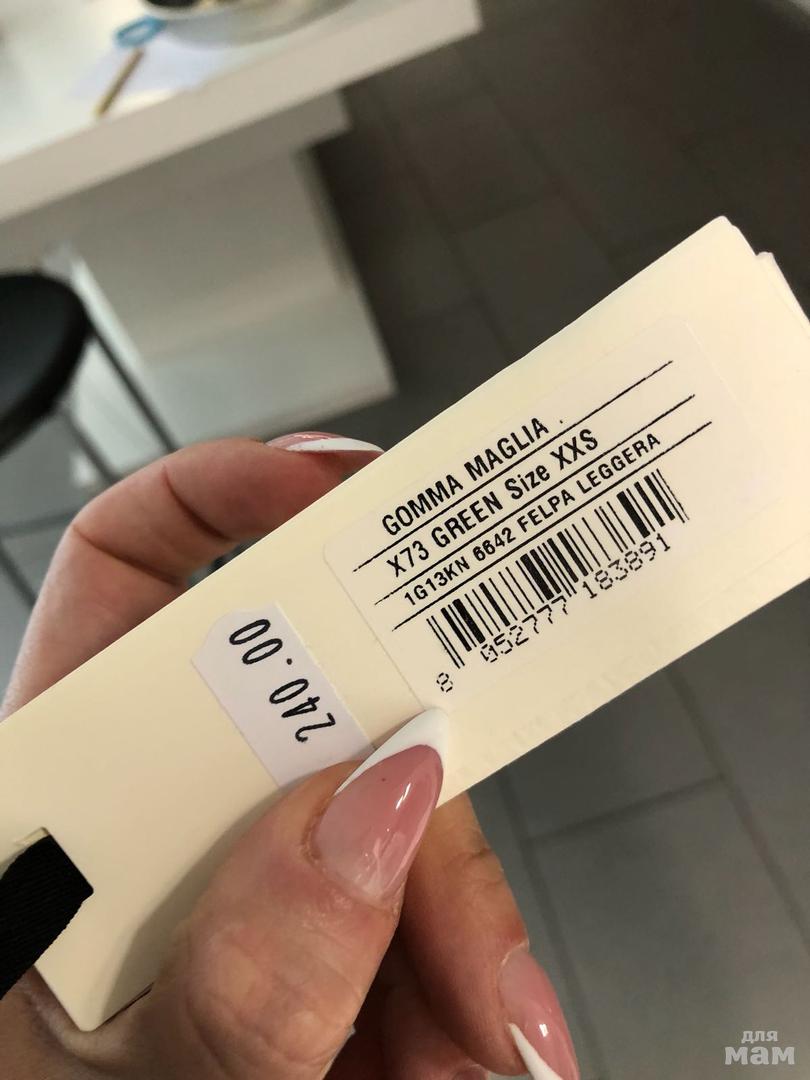 GOMMA MAGLIA
X73 GREEN Size XXS
1G13KN 6642 FELPA LEGGERA
8 052777 183891
240.00
для
мам